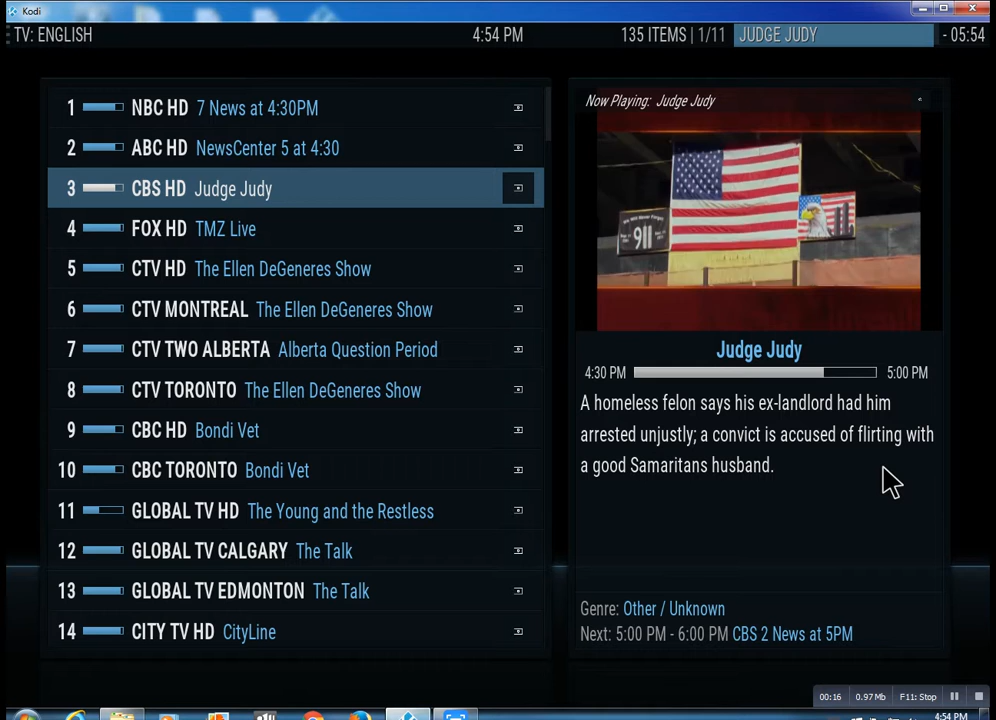 Kodi
TV: ENGLISH 4:54 PM 135 ITEMS | 1/11 JUDGE JUDY - 05:54
1 NBC HD 7 News at 4:30PM
2 ABC HD NewsCenter 5 at 4:30
3 CBS HD Judge Judy
4 FOX HD TMZ Live
5 CTV HD The Ellen DeGeneres Show
6 CTV MONTREAL The Ellen DeGeneres Show
7 CTV TWO ALBERTA Alberta Question Period
8 CTV TORONTO The Ellen DeGeneres Show
9 CBC HD Bondi Vet
10 CBC TORONTO Bondi Vet
11 GLOBAL TV HD The Young and the Restless
12 GLOBAL TV CALGARY The Talk
13 GLOBAL TV EDMONTON The Talk
14 CITY TV HD CityLine
Now Playing: Judge Judy
911
Judge Judy
4:30 PM 5:00 PM
A homeless felon says his ex-landlord had him
arrested unjustly; a convict is accused of flirting with
a good Samaritans husband.
Genre: Other / Unknown
Next: 5:00 PM - 6:00 PM CBS 2 News at 5PM
00:16 0.97 Mb F11: Stop
4:54 PM